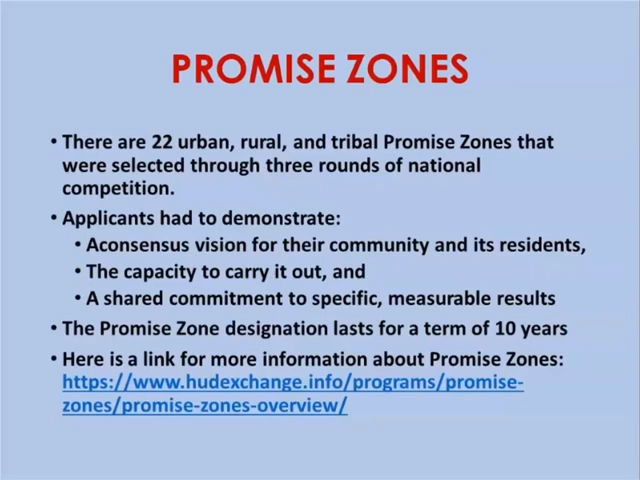 PROMISE ZONES
• There are 22 urban, rural, and tribal Promise Zones that
were selected through three rounds of national
competition.
• Applicants had to demonstrate:
• Aconsensus vision for their community and its residents,
• The capacity to carry it out, and
• A shared commitment to specific, measurable results
• The Promise Zone designation lasts for a term of 10 years
• Here is a link for more information about Promise Zones:
https://www.hudexchange.info/programs/promise-
zones/promise-zones-overview/